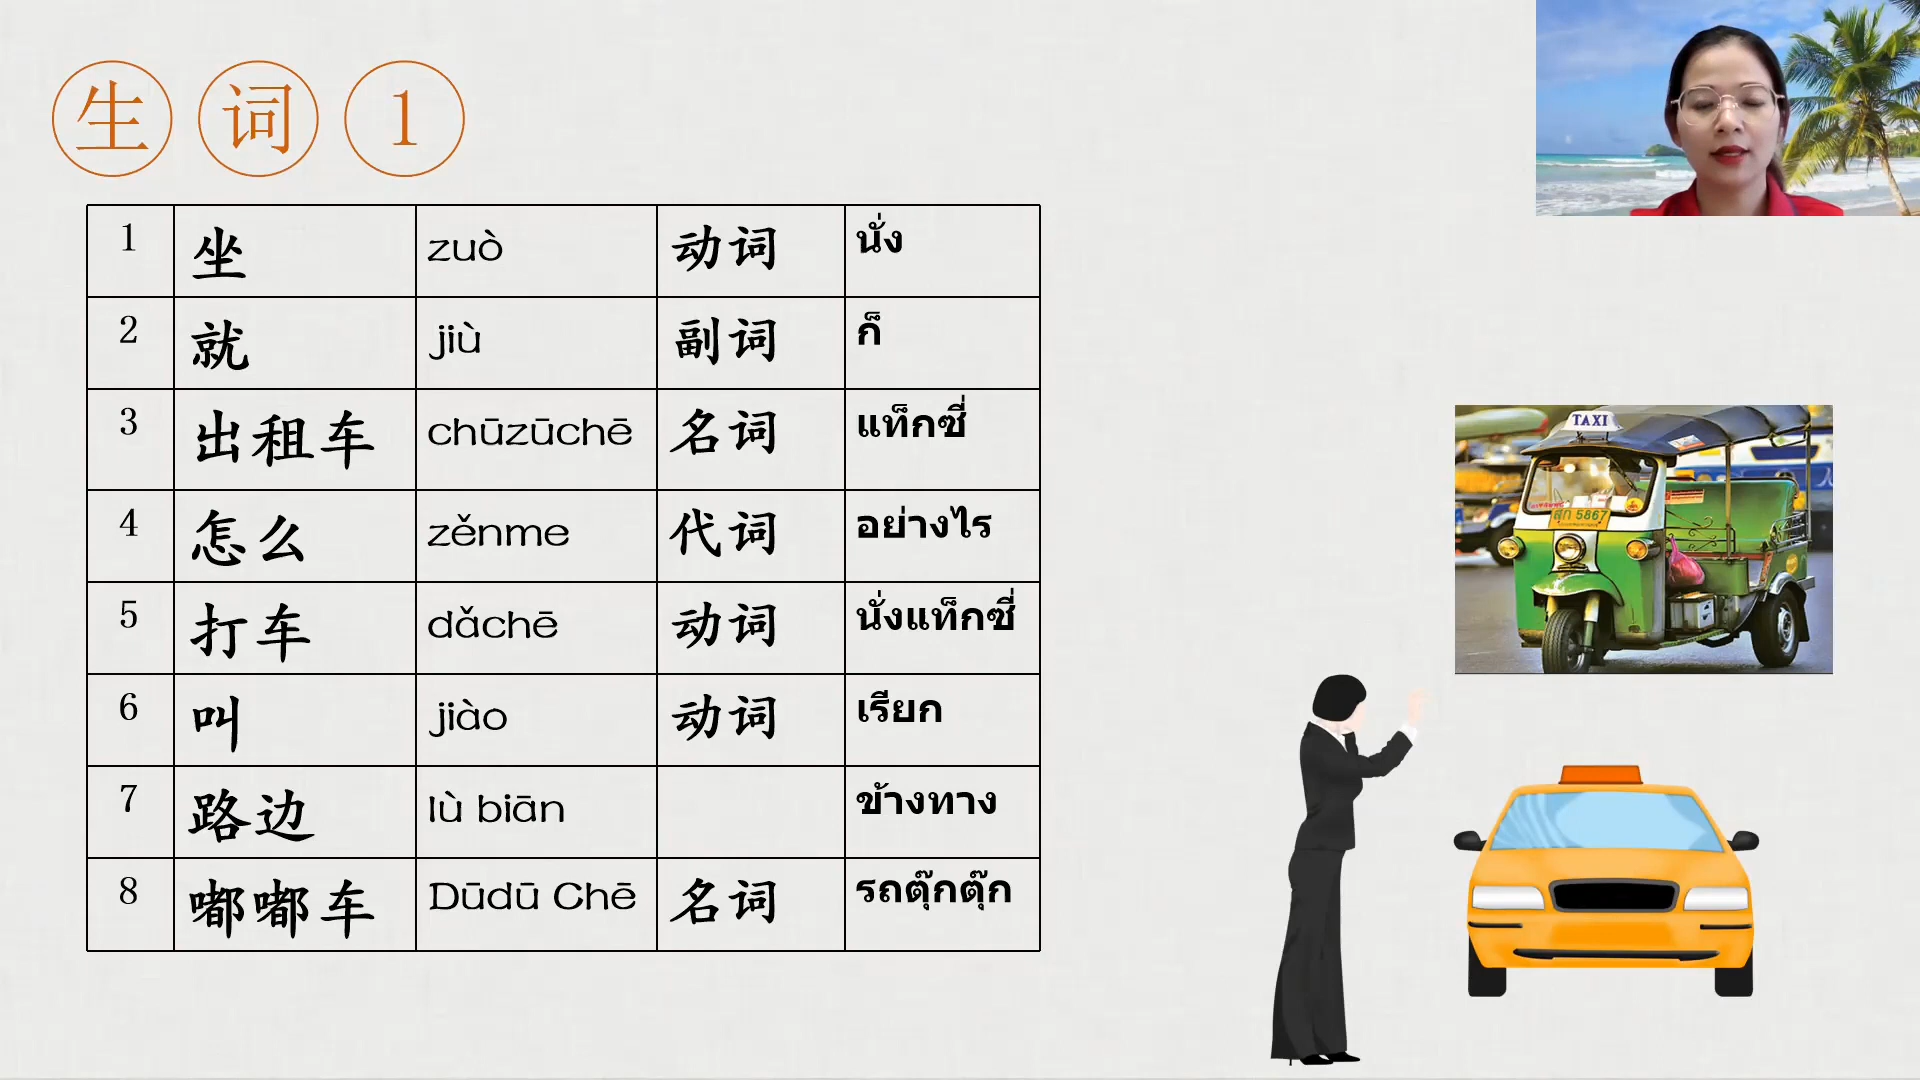 生词1
1 坐 zuò 动词 นั่ง
2 就 jiù 副词 ก็
3 出租车 chūzūchē 名词 แท็กซี่
4 怎么 zěnme 代词 อย่างไร
5 打车 dǎchē 动词 นั่งแท็กซี่
6 叫 jiào 动词 เรียก
7 路边 lù biān ข้างทาง
8 嘟嘟车 Dūdū Chē 名词 รถตุ๊กตุ๊ก
TAXI
5867